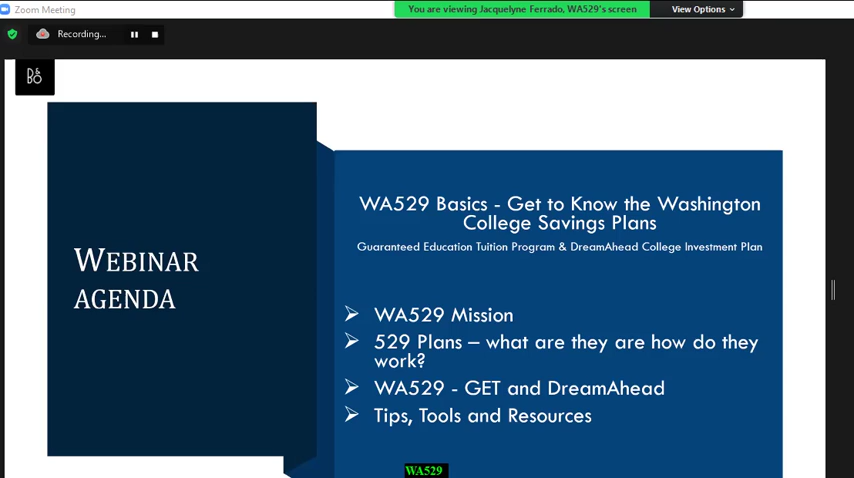 Zoom Meeting
You are viewing Jacquelyne Ferrado, WA529's screen
View Options
Recording...
B&O
WEBINAR
AGENDA
WA529 Basics - Get to Know the Washington
College Savings Plans
Guaranteed Education Tuition Program & DreamAhead College Investment Plan
WA529 Mission
529 Plans – what are they are how do they
work?
WA529 - GET and DreamAhead
Tips, Tools and Resources
WA529